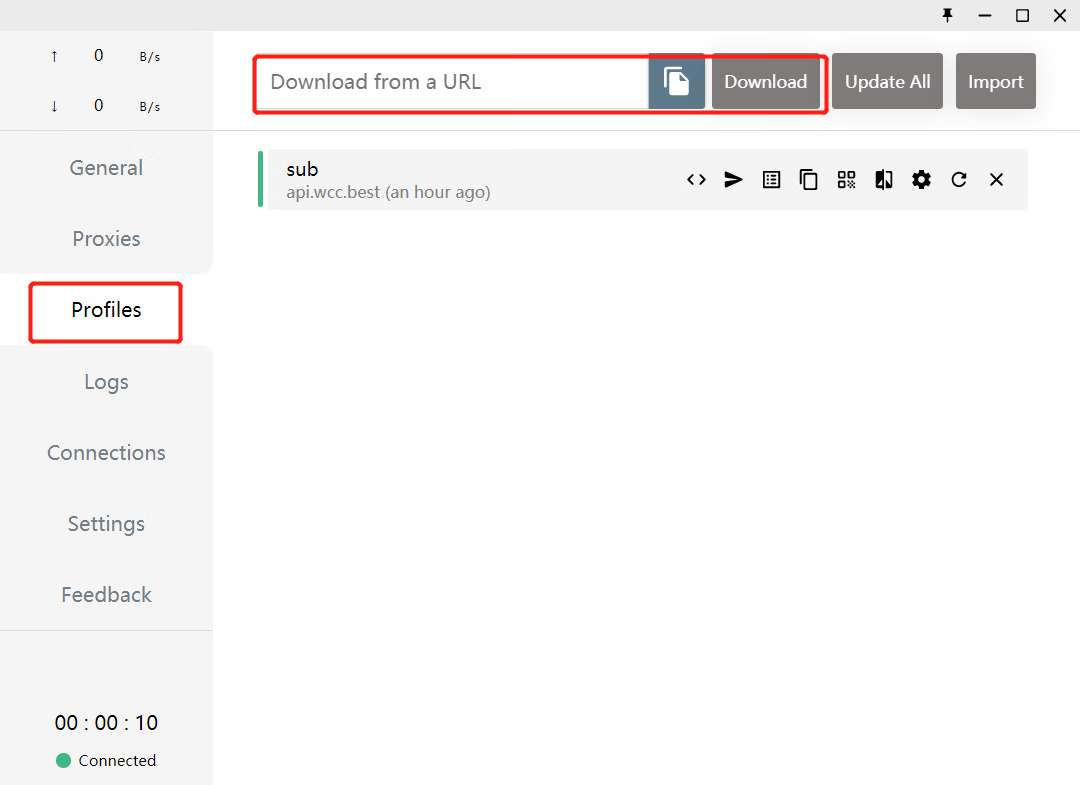 ↑ 0 B/s
↓ 0 B/s
General
Proxies
Profiles
Logs
Connections
Settings
Feedback
00 : 00 : 10
Connected
Download from a URL
Download
Update All
Import
sub
api.wcc.best (an hour ago)